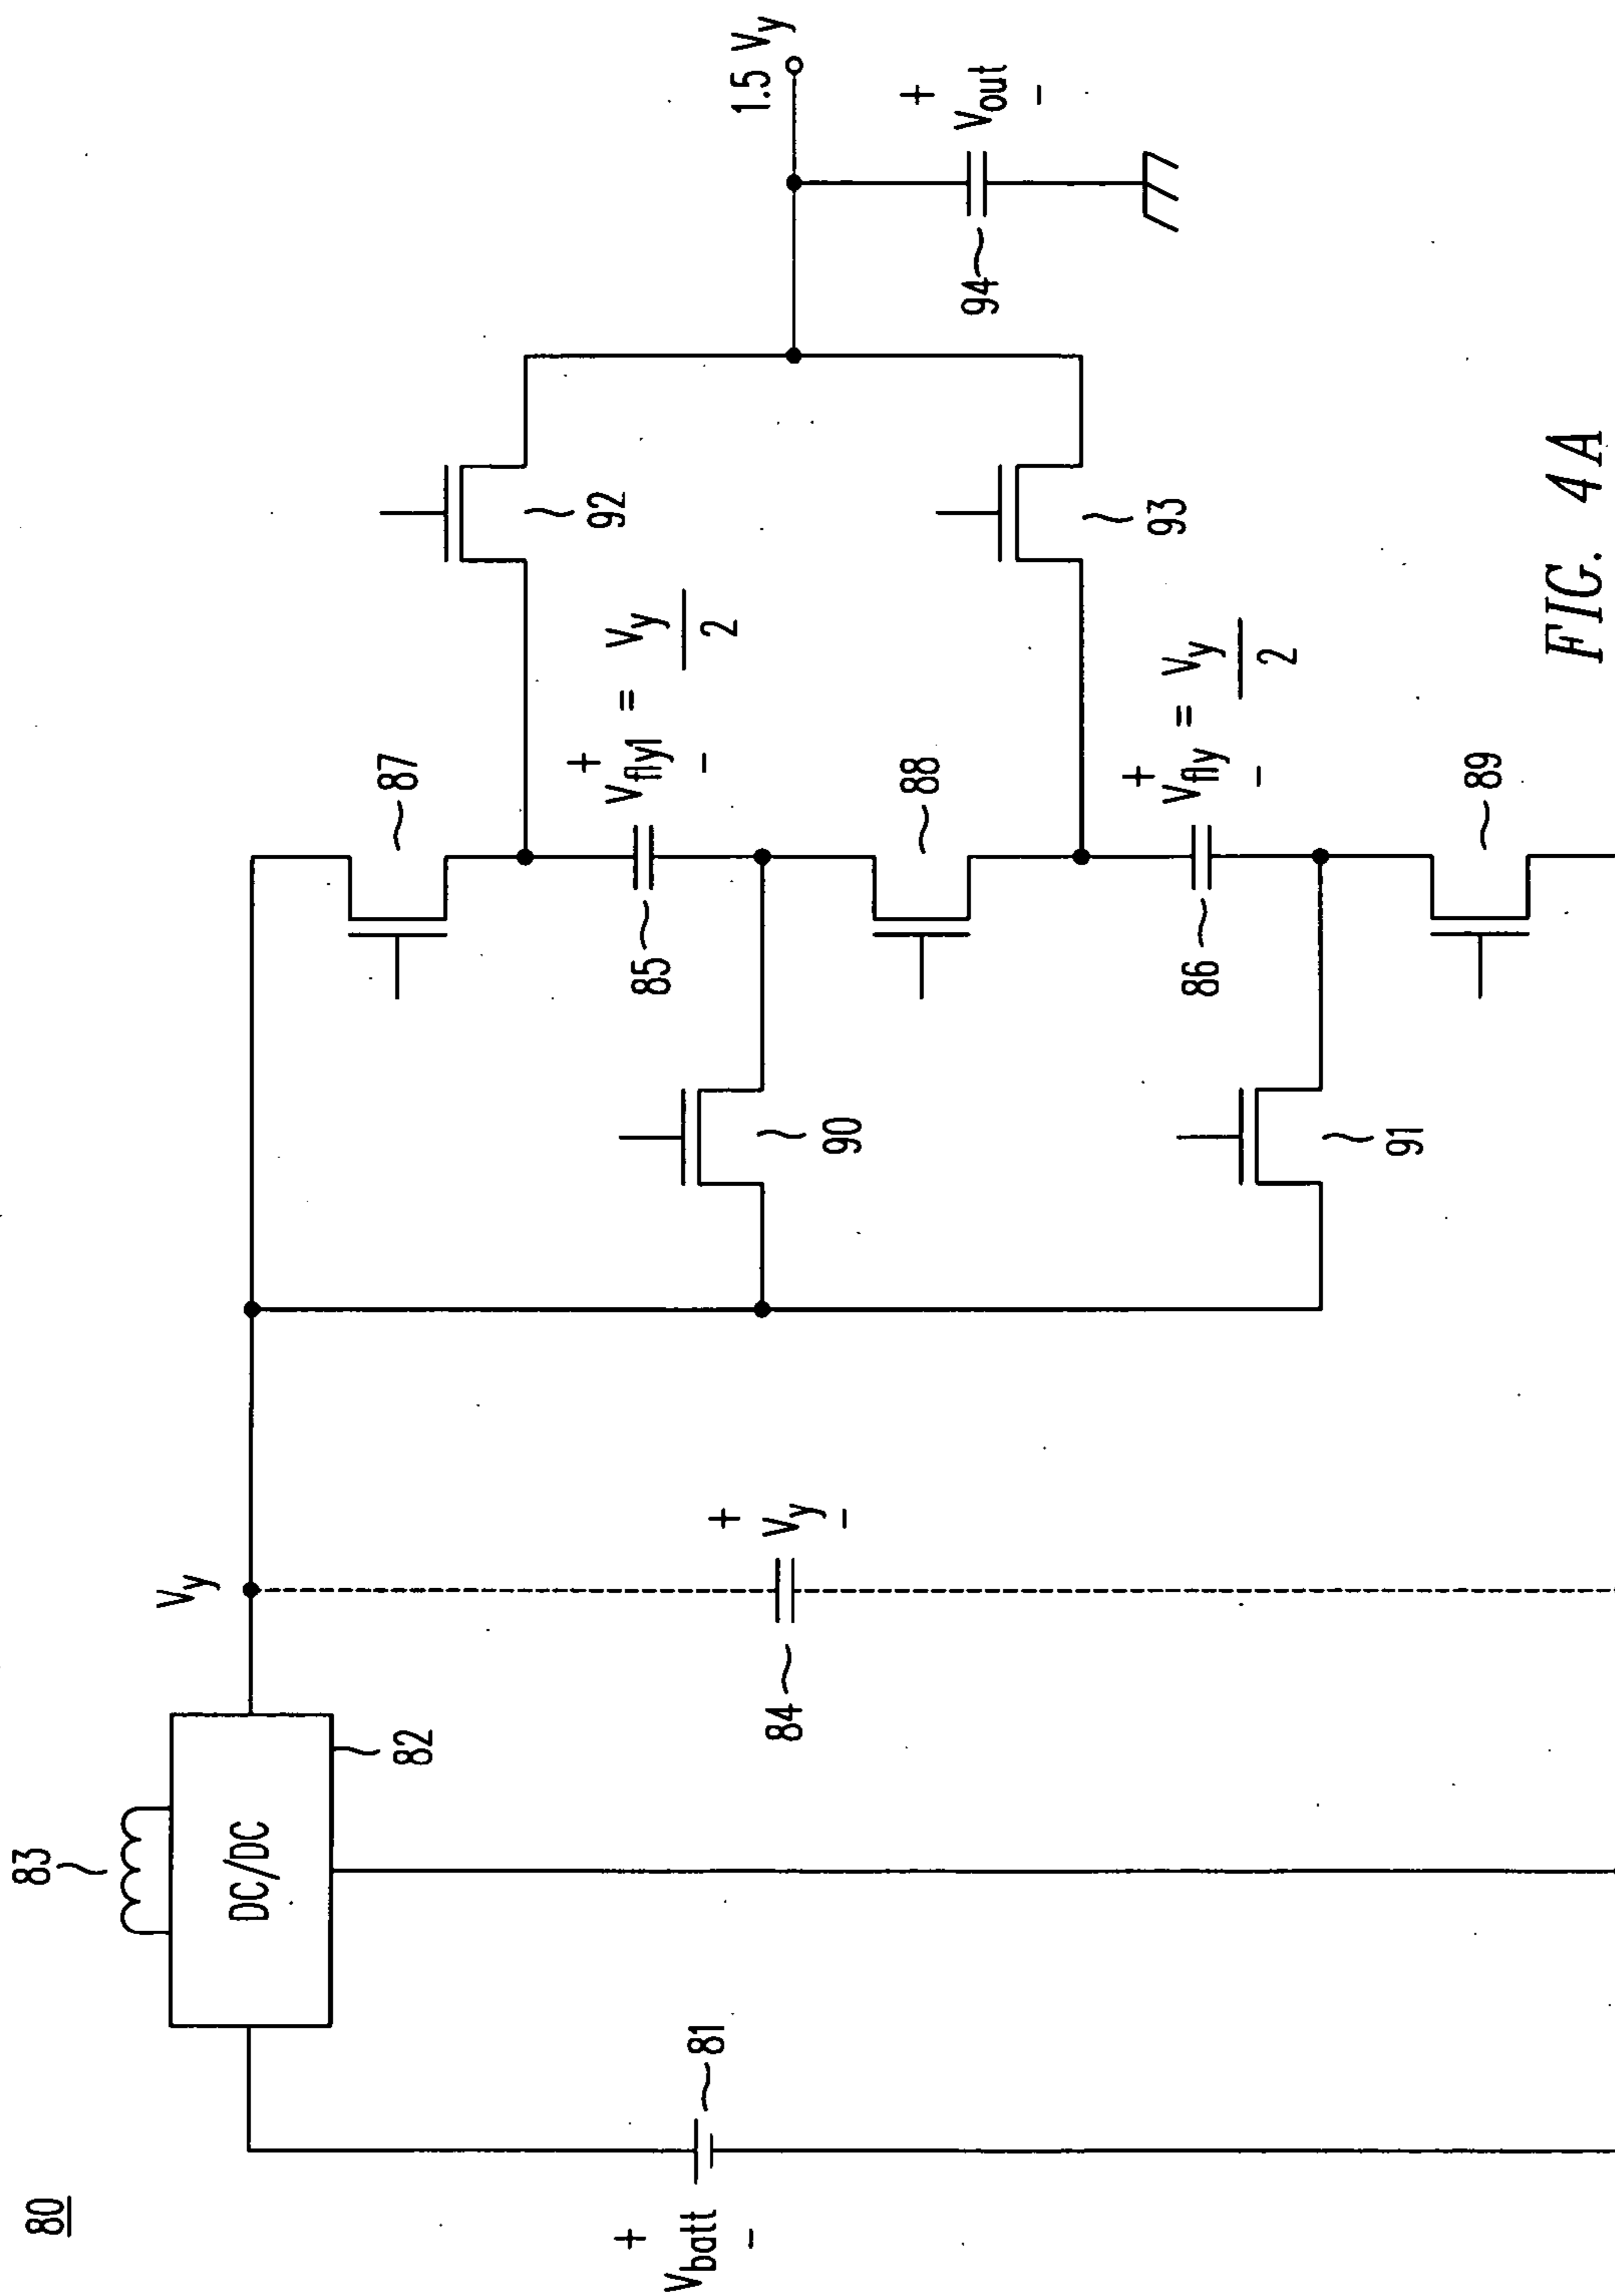 80
83
DC/DC
82
Vy
87
92
1.5 Vy
85
Vfly1 = Vy/2
+
-
90
88
84
+
Vy
-
81
+
Vbatt
-
94
+
Vout
-
93
86
+
Vfly = Vy/2
-
91
89
FIG. 4A